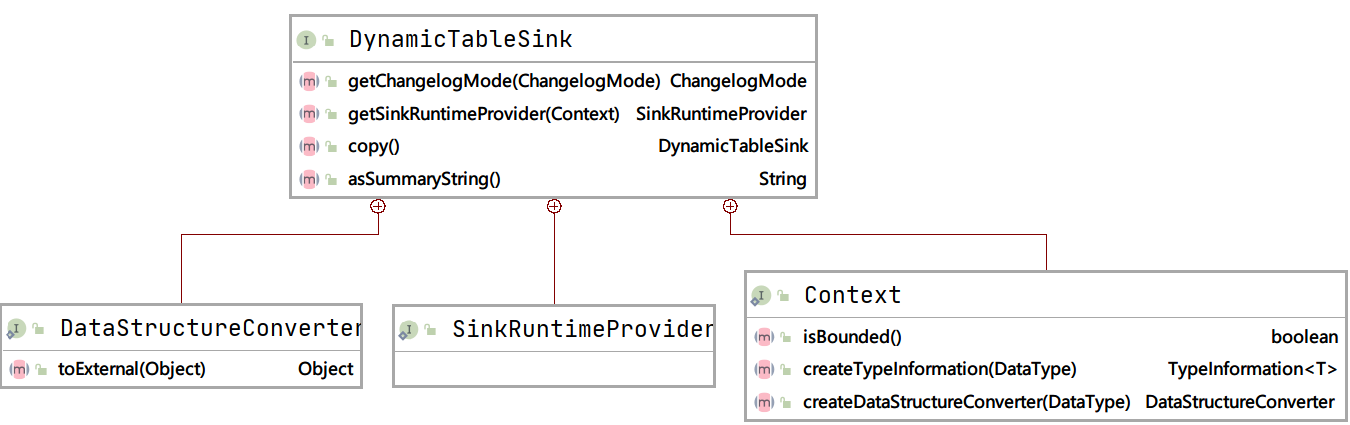 DynamicTableSink
getChangelogMode(ChangelogMode) ChangelogMode
getSinkRuntimeProvider(Context) SinkRuntimeProvider
copy() DynamicTableSink
asSummaryString() String
DataStructureConverter
toExternal(Object) Object
SinkRuntimeProvider
Context
isBounded() boolean
createTypeInformation(DataType) TypeInformation<T>
createDataStructureConverter(DataType) DataStructureConverter